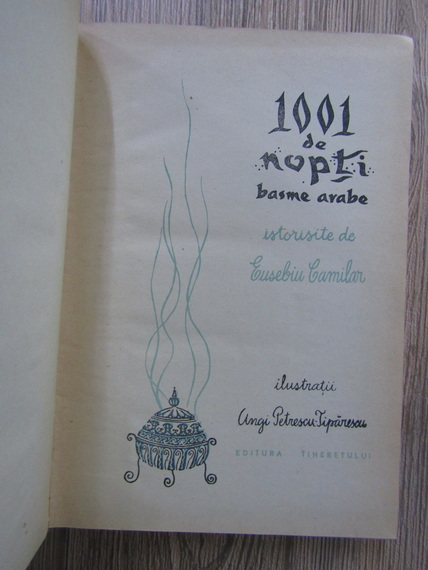 1001
de
nopţi
basme arabe
istorisite de
Eusebiu Camilar
ilustraţii
Angi Petrescu-Tipărescu
EDITURA TINERETULUI